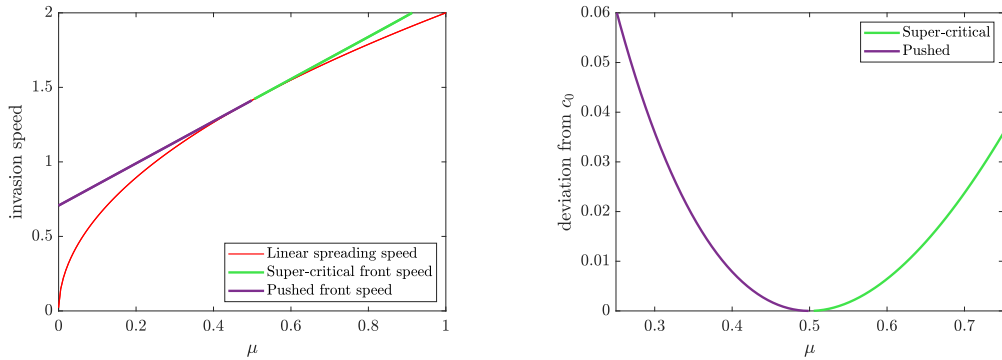 2
1.5
1
0.5
0
invasion speed
0
0.2
0.4
0.6
0.8
1
μ
Linear spreading speed
Super-critical front speed
Pushed front speed
0.06
0.05
0.04
0.03
0.02
0.01
0
deviation from c₀
0.3
0.4
0.5
0.6
0.7
μ
Super-critical
Pushed